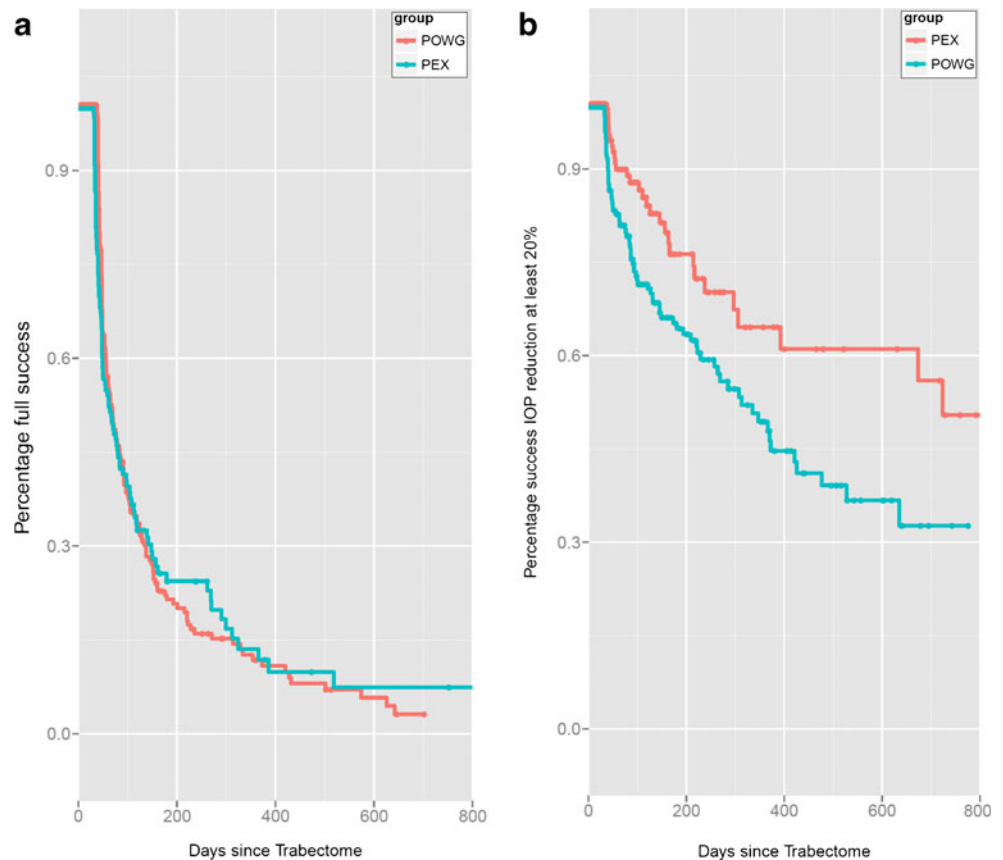 a
group
POWG
PEX
Percentage full success
0.9
0.6
0.3
0.0
0
200
400
600
800
Days since Trabectome
b
group
PEX
POWG
Percentage success IOP reduction at least 20%
0.9
0.6
0.3
0.0
0
200
400
600
800
Days since Trabectome